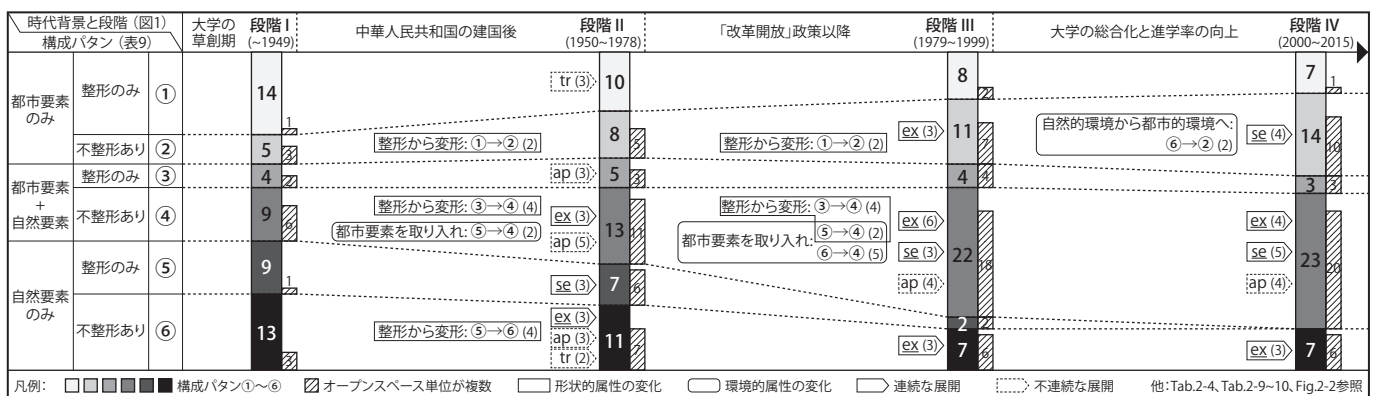 時代背景と段階（図1）
構成パタン（表9）
大学の
草創期
段階 I
(~1949)
中華人民共和国の建国後
段階 II
(1950~1978)
「改革開放」政策以降
段階 III
(1979~1999)
大学の総合化と進学率の向上
段階 IV
(2000~2015)
都市要素
のみ
整形のみ ①
不整形あり ②
都市要素
+
自然要素
整形のみ ③
不整形あり ④
自然要素
のみ
整形のみ ⑤
不整形あり ⑥
14
1
5 3
4 2
9 6
9 1
13 3
整形から変形: ①→② (2)
整形から変形: ③→④ (4)
都市要素を取り入れ: ⑤→④ (2)
整形から変形: ⑤→⑥ (4)
tr (3) 10
8 5
ap (3) 5 3
ex (3)
ap (5)
13 11
se (3) 7 6
ex (3)
ap (3)
tr (2)
11 7
整形から変形: ①→② (2)
整形から変形: ③→④ (4)
都市要素を取り入れ: ⑤→④ (2)
⑥→④ (5)
8 2
ex (3) 11 7
4 4
ex (6)
se (3)
ap (4)
22 18
2 2
ex (3) 7 6
自然的環境から都市的環境へ:
⑥→② (2)
7 1
se (4) 14 10
3 3
ex (4)
se (5)
ap (4)
23 20
ex (3) 7 6
凡例: 構成パタン①～⑥ オープンスペース単位が複数 形状的属性の変化 環境的属性の変化 連続な展開 不連続な展開 他:Tab.2-4、Tab.2-9~10、Fig.2-2参照